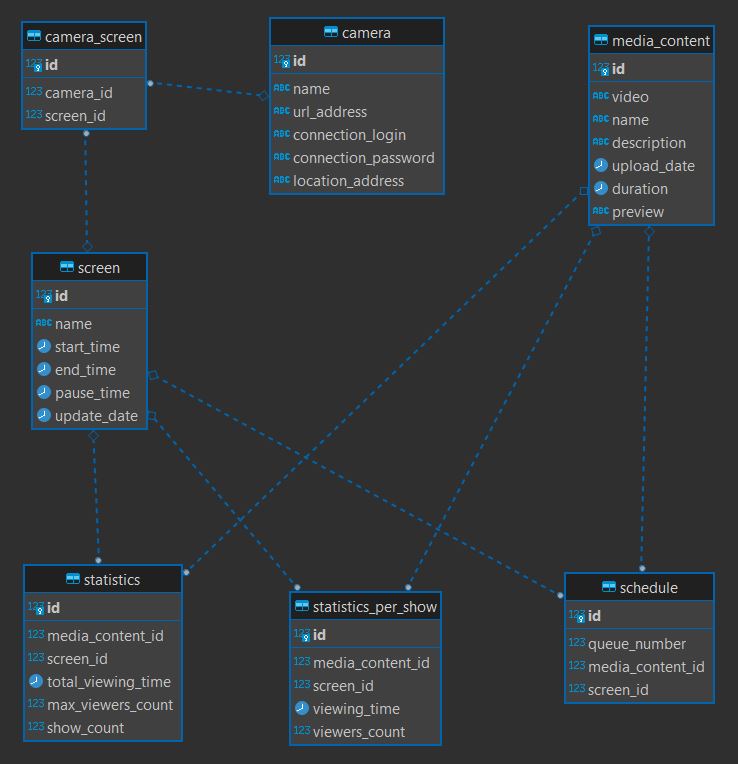 camera_screen
123 id
123 camera_id
123 screen_id
camera
123 id
ABC name
ABC url_address
ABC connection_login
ABC connection_password
ABC location_address
media_content
123 id
ABC video
ABC name
ABC description
upload_date
duration
ABC preview
screen
123 id
ABC name
start_time
end_time
pause_time
update_date
statistics
123 id
123 media_content_id
123 screen_id
total_viewing_time
123 max_viewers_count
123 show_count
statistics_per_show
123 id
123 media_content_id
123 screen_id
viewing_time
123 viewers_count
schedule
123 id
123 queue_number
123 media_content_id
123 screen_id